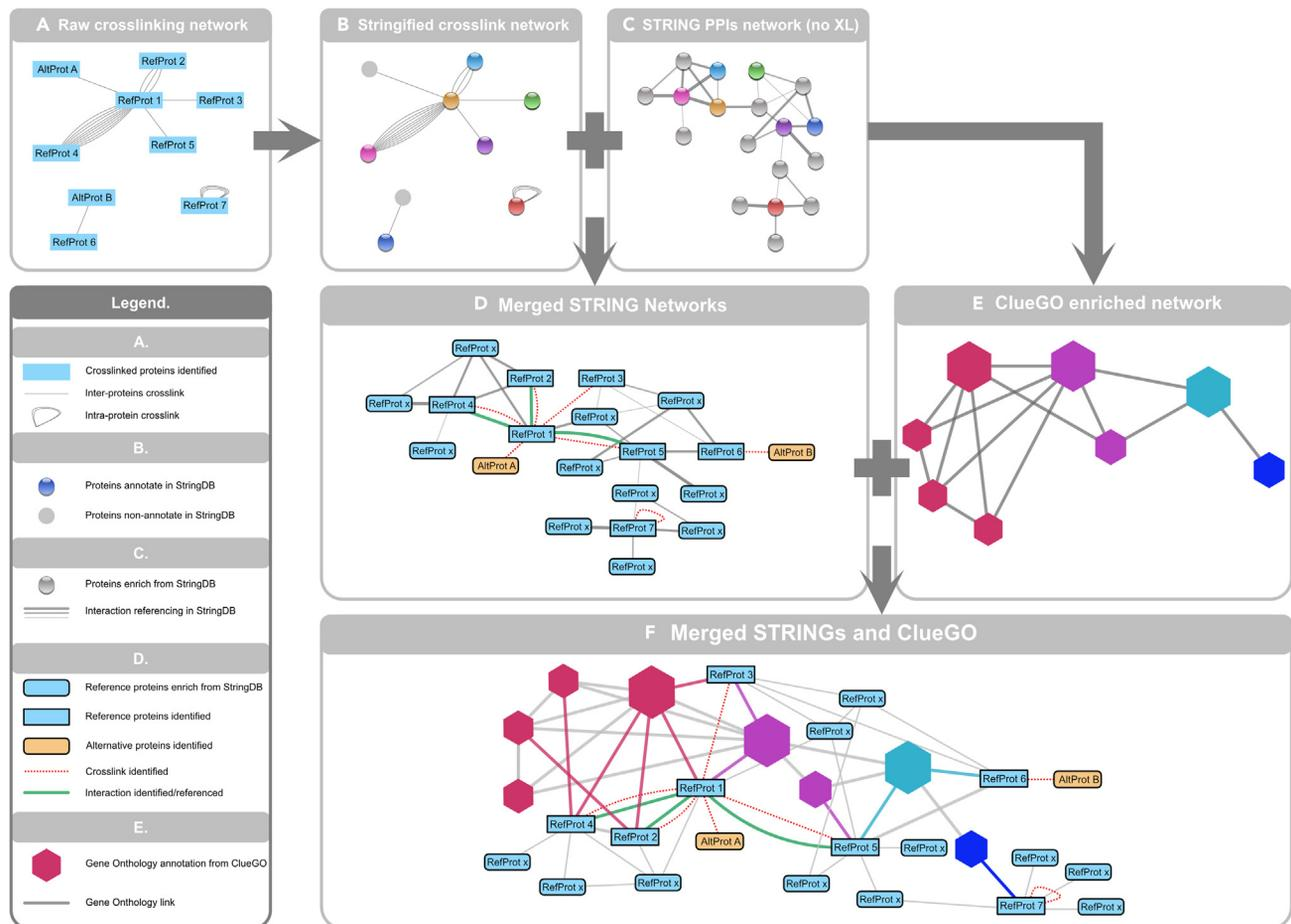 A Raw crosslinking network
AltProt A
RefProt 2
RefProt 1
RefProt 3
RefProt 4
RefProt 5
AltProt B
RefProt 7
RefProt 6
B Stringified crosslink network
C STRING PPIs network (no XL)
Legend.
A.
Crosslinked proteins identified
Inter-proteins crosslink
Intra-protein crosslink
B.
Proteins annotate in StringDB
Proteins non-annotate in StringDB
C.
Proteins enrich from StringDB
Interaction referencing in StringDB
D.
Reference proteins enrich from StringDB
Reference proteins identified
Alternative proteins identified
Crosslink identified
Interaction identified/referenced
E.
Gene Onthology annotation from ClueGO
Gene Onthology link
D Merged STRING Networks
RefProt x
RefProt 2
RefProt 3
RefProt x
RefProt 4
RefProt x
RefProt x
RefProt 1
RefProt x
RefProt 5
RefProt 6
AltProt B
AltProt A
RefProt x
RefProt x
RefProt x
RefProt x
RefProt 7
RefProt x
RefProt x
E ClueGO enriched network
F Merged STRINGs and ClueGO
RefProt 3
RefProt x
RefProt x
RefProt 6
AltProt B
RefProt 1
RefProt 4
RefProt 2
AltProt A
RefProt 5
RefProt x
RefProt x
RefProt x
RefProt x
RefProt x
RefProt x
RefProt x
RefProt x
RefProt x
RefProt 7
RefProt x